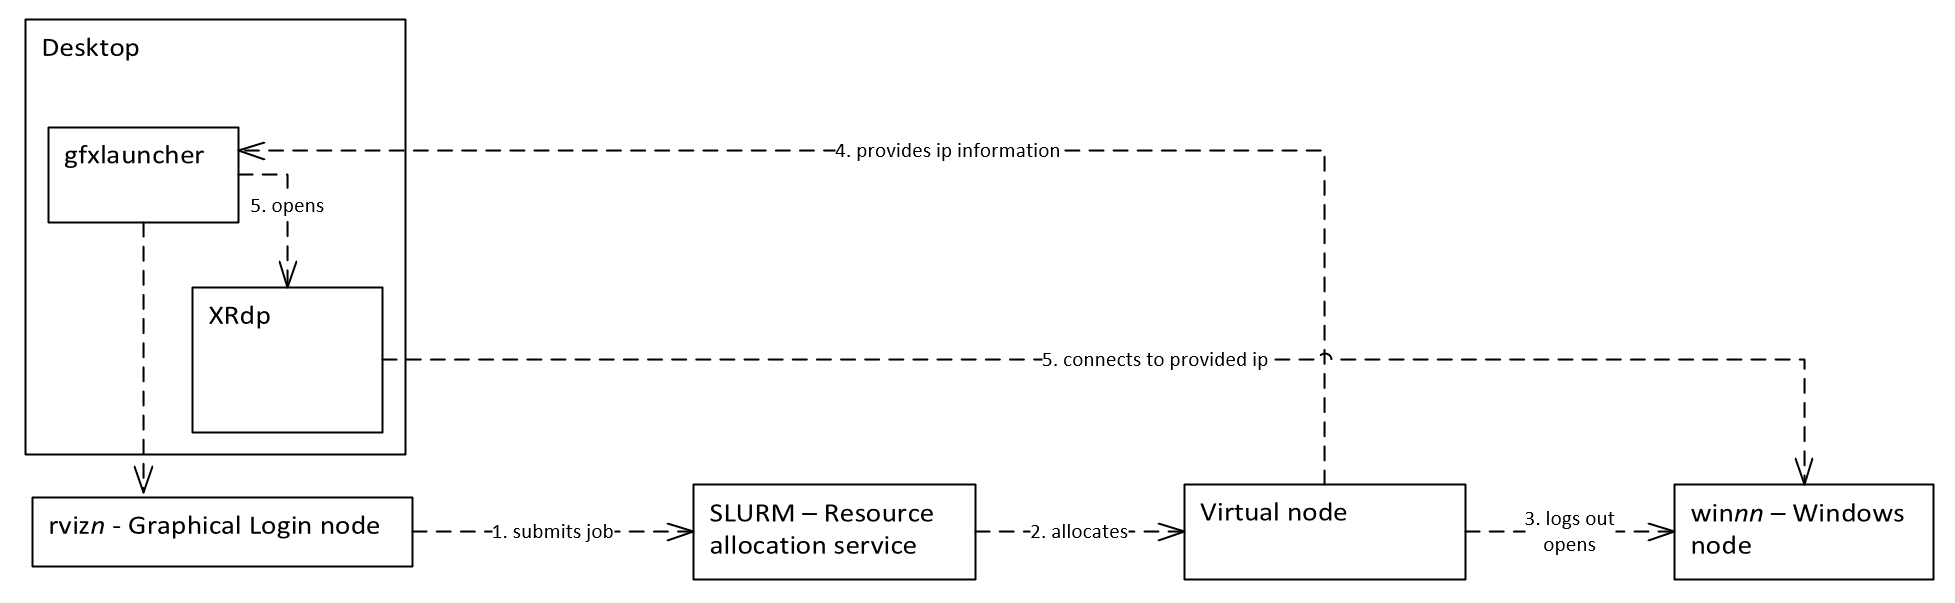 Desktop
gfxlauncher
4. provides ip information
5. opens
XRdp
5. connects to provided ip
rvizn - Graphical Login node
1. submits job
SLURM – Resource
allocation service
2. allocates
Virtual node
3. logs out
opens
winnn – Windows
node